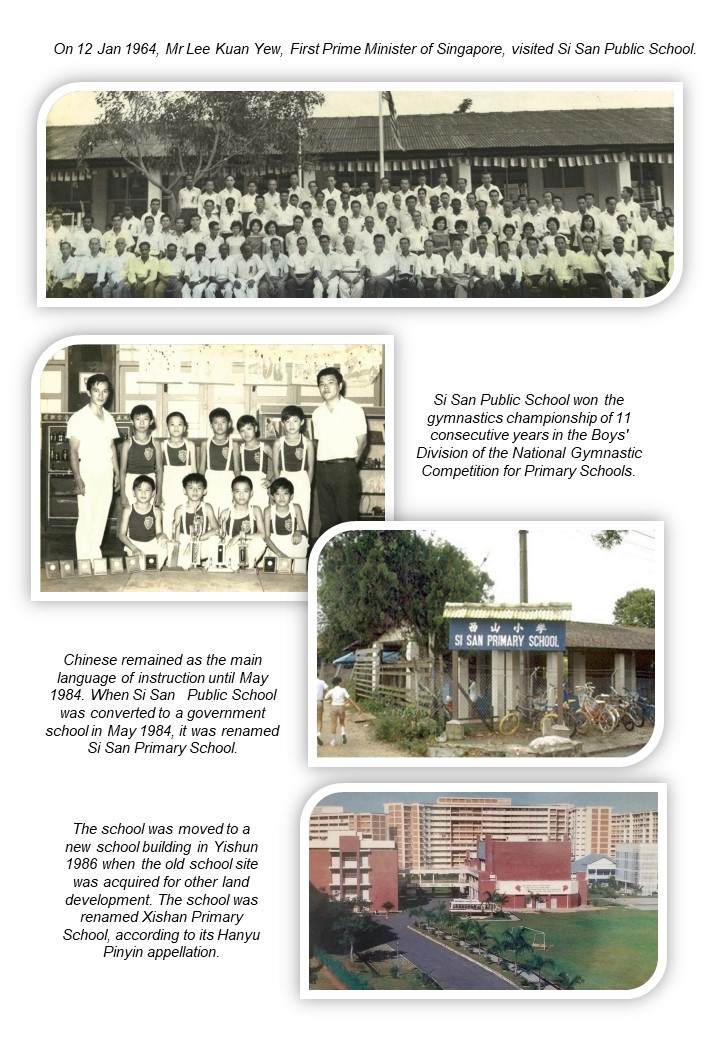 On 12 Jan 1964, Mr Lee Kuan Yew, First Prime Minister of Singapore, visited Si San Public School.
Si San Public School won the
gymnastics championship of 11
consecutive years in the Boys'
Division of the National Gymnastic
Competition for Primary Schools.
西山小学
SI SAN PRIMARY SCHOOL
Chinese remained as the main
language of instruction until May
1984. When Si San Public School
was converted to a government
school in May 1984, it was renamed
Si San Primary School.
The school was moved to a
new school building in Yishun
1986 when the old school site
was acquired for other land
development. The school was
renamed Xishan Primary
School, according to its Hanyu
Pinyin appellation.